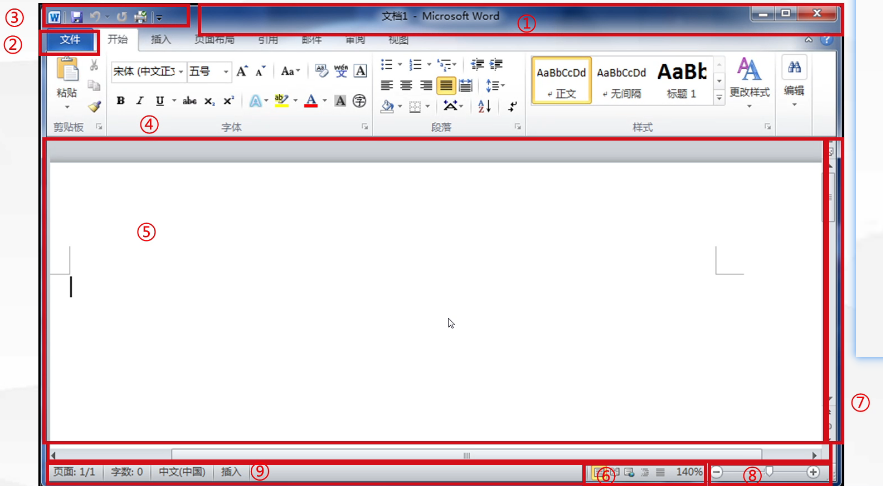 ③ W 文档1 - Microsoft Word ①
② 文件 开始 插入 页面布局 引用 邮件 审阅 视图
宋体 (中文正文 五号 A A Aa wén A
粘贴 B I U abc X₂ X² A ab A A 字
AaBbCcDd AaBbCcDd AaBb
正文 无间隔 标题 1 更改样式 编辑
剪贴板 ④ 字体 段落 样式
⑤
⑦
页面: 1/1 字数: 0 中文(中国) 插入 ⑨ ⑥ 140% ⑧